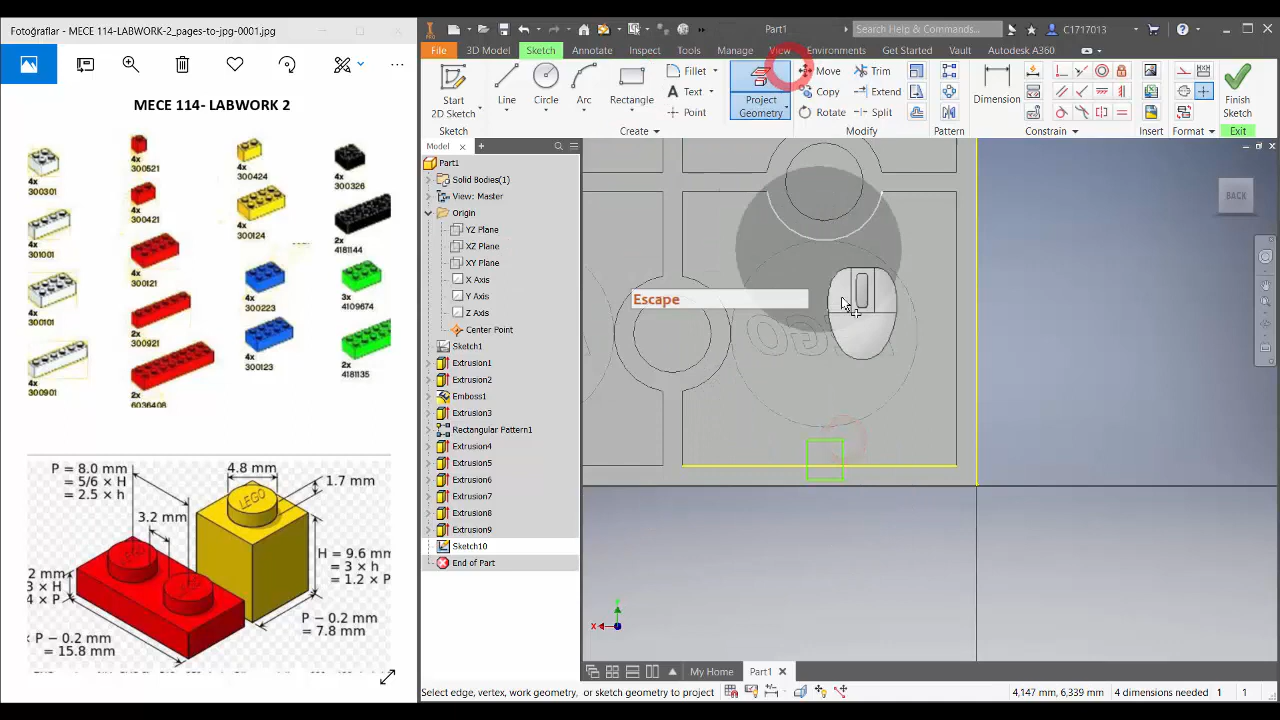 Fotoğraflar - MECE 114-LABWORK 2_pages-to-jpg-0001.jpg
Part1
Search Help & Commands...
C1717013
File
3D Model
Sketch
Annotate
Inspect
Tools
Manage
View
Environments
Get Started
Vault
Autodesk A360
Start
2D Sketch
Line
Circle
Arc
Rectangle
Fillet
Text
Point
Project
Geometry
Move
Copy
Rotate
Trim
Extend
Split
Dimension
Finish
Sketch
Sketch
Create
Modify
Pattern
Constrain
Insert
Format
Exit
MECE 114- LABWORK 2
4x
300301
4x
300521
4x
300424
4x
300326
4x
301001
4x
300421
4x
300124
2x
4181144
4x
300101
4x
300121
4x
300223
3x
4109674
4x
300901
2x
300921
4x
300123
2x
4181135
2x
6036408
P = 8.0 mm
= 5/6 × H
= 2.5 × h
4.8 mm
1.7 mm
3.2 mm
H = 9.6 mm
= 3 × h
= 1.2 × P
2 mm
3 × H
4 × P
P − 0.2 mm
= 7.8 mm
× P − 0.2 mm
= 15.8 mm
Model
Part1
Solid Bodies(1)
View: Master
Origin
YZ Plane
XZ Plane
XY Plane
X Axis
Y Axis
Z Axis
Center Point
Sketch1
Extrusion1
Extrusion2
Emboss1
Extrusion3
Rectangular Pattern1
Extrusion4
Extrusion5
Extrusion6
Extrusion7
Extrusion8
Extrusion9
Sketch10
End of Part
BACK
Escape
X
My Home
Part1
Select edge, vertex, work geometry, or sketch geometry to project
4,147 mm, 6,339 mm
4 dimensions needed
1
1